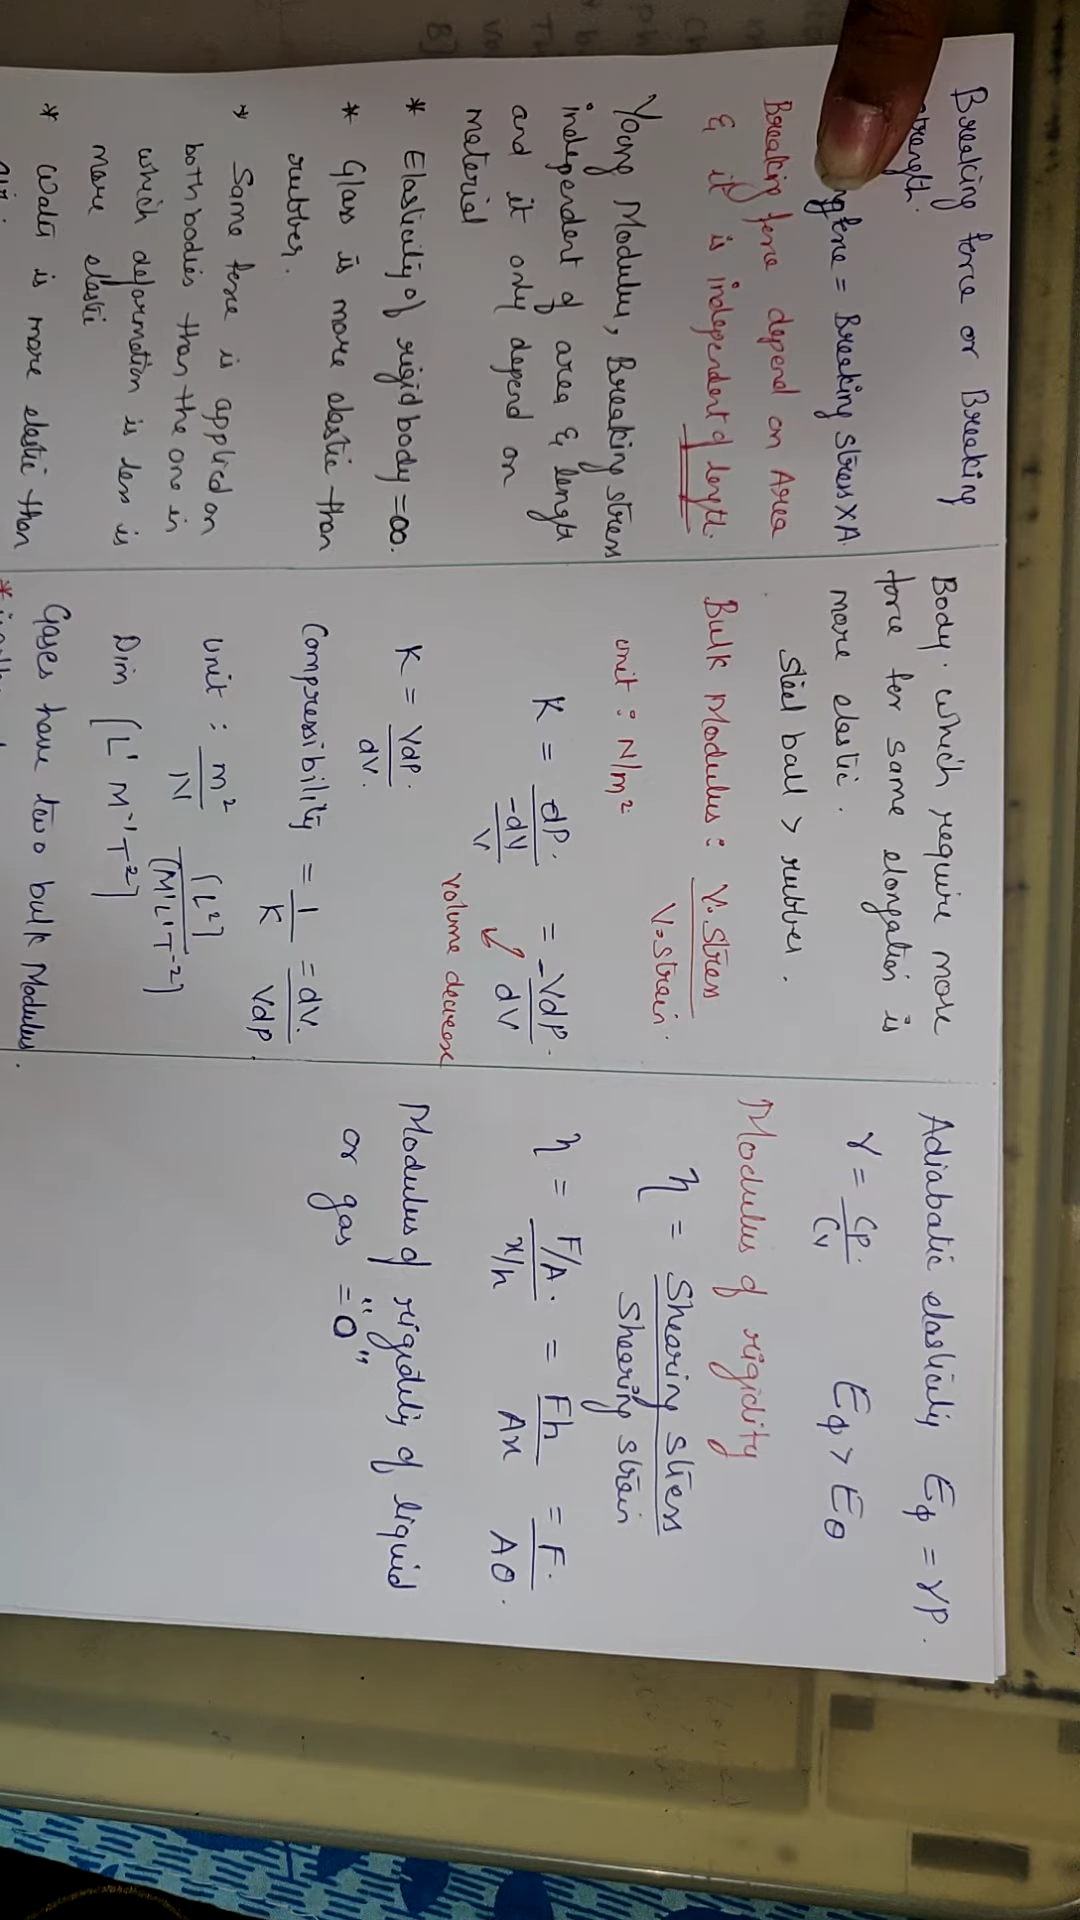 Breaking force or Breaking
strength.
force = Breaking stress X A.
Breaking force depend on Area
& it is independent of length.
Young Modulus, Breaking stress
independent of area & length
and it only depend on
material
* Elasticity of rigid body = ∞.
* Glass is more elastic than
rubber.
* Same force is applied on
both bodies than the one in
which deformation is less is
more elastic
* Water is more elastic than
Body. which require more
force for same elongation is
more elastic.
Steel ball > rubber.
Bulk Modulus : V. Stress / V. Strain.
unit : N/m²
K = dP. / (-dV / V) = -VdP. / dV
volume decrease
K = VdP. / dV.
Compressibility = 1 / K = dV. / VdP.
unit : m² / N [L²] / [M¹L¹T⁻²]
Dim [L¹ M⁻¹ T²]
Gases have two bulk Modulus.
Adiabatic elasticity Eφ = γP.
γ = Cp. / Cv Eφ > Eθ
Modulus of rigidity
η = Shearing stress / Shearing strain
η = F/A. / x/h = Fh / Ax = F. / Aθ.
Modulus of rigidity of liquid
or gas = "0"